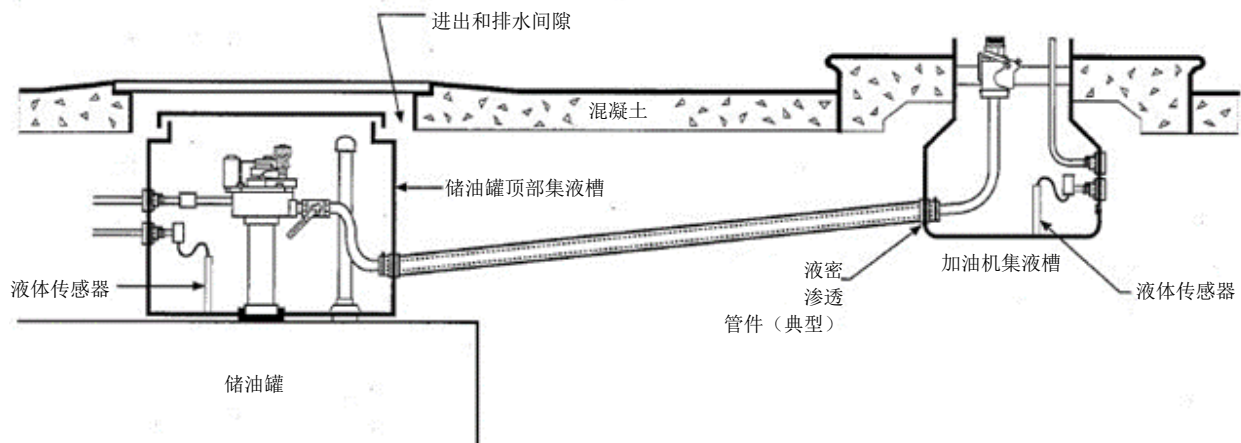 进出和排水间隙
混凝土
储油罐顶部集液槽
液体传感器
液密
渗透
管件（典型）
加油机集液槽
液体传感器
储油罐